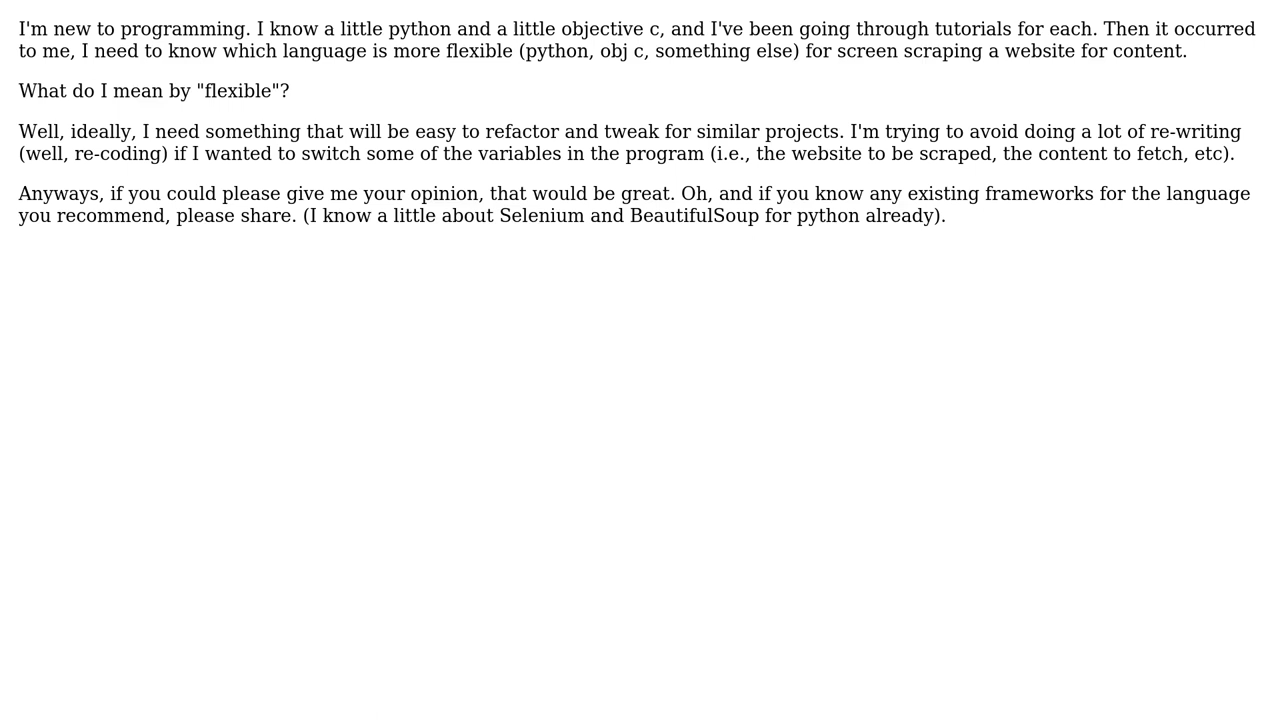 I'm new to programming. I know a little python and a little objective c, and I've been going through tutorials for each. Then it occurred
to me, I need to know which language is more flexible (python, obj c, something else) for screen scraping a website for content.
What do I mean by "flexible"?
Well, ideally, I need something that will be easy to refactor and tweak for similar projects. I'm trying to avoid doing a lot of re-writing
(well, re-coding) if I wanted to switch some of the variables in the program (i.e., the website to be scraped, the content to fetch, etc).
Anyways, if you could please give me your opinion, that would be great. Oh, and if you know any existing frameworks for the language
you recommend, please share. (I know a little about Selenium and BeautifulSoup for python already).